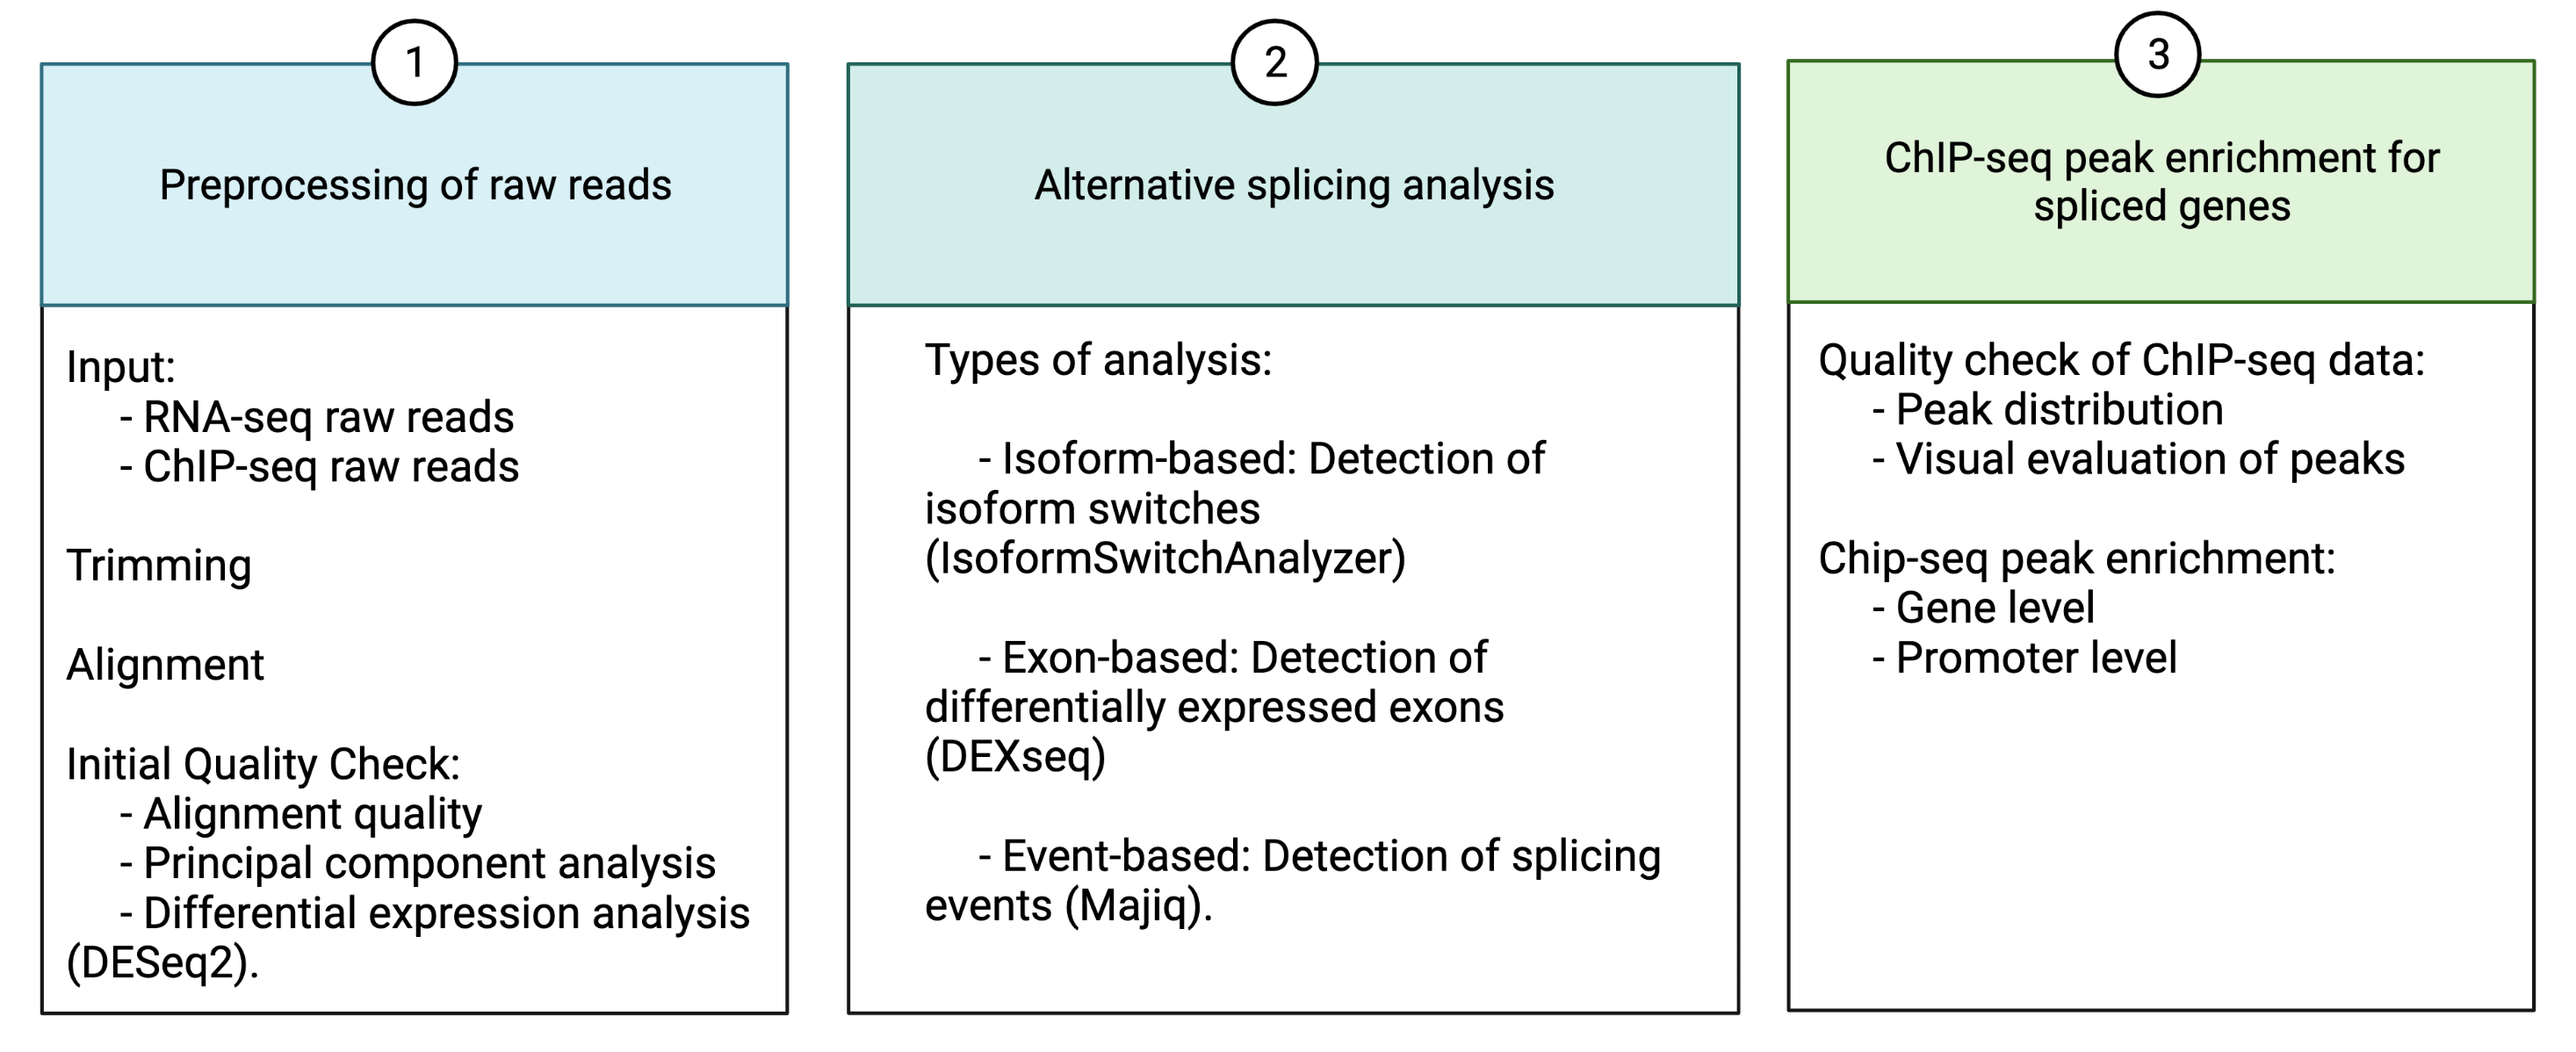 1
Preprocessing of raw reads
Input:
- RNA-seq raw reads
- ChIP-seq raw reads
Trimming
Alignment
Initial Quality Check:
- Alignment quality
- Principal component analysis
- Differential expression analysis
(DESeq2).
2
Alternative splicing analysis
Types of analysis:
- Isoform-based: Detection of
isoform switches
(IsoformSwitchAnalyzer)
- Exon-based: Detection of
differentially expressed exons
(DEXseq)
- Event-based: Detection of splicing
events (Majiq).
3
ChIP-seq peak enrichment for
spliced genes
Quality check of ChIP-seq data:
- Peak distribution
- Visual evaluation of peaks
Chip-seq peak enrichment:
- Gene level
- Promoter level